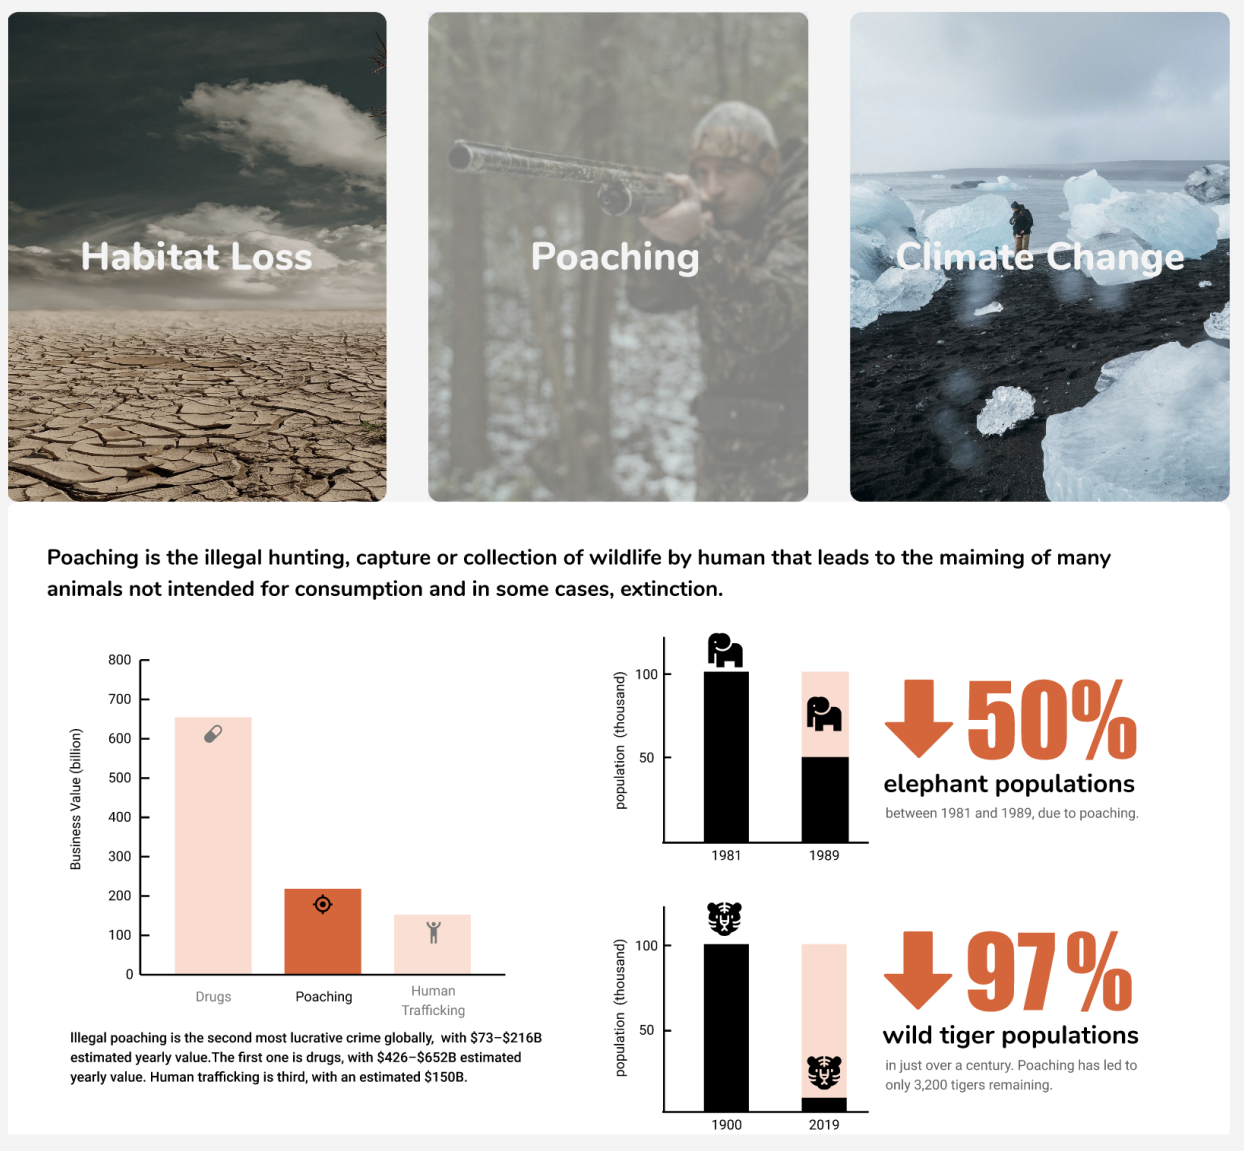 Habitat Loss
Poaching
Climate Change
Poaching is the illegal hunting, capture or collection of wildlife by human that leads to the maiming of many
animals not intended for consumption and in some cases, extinction.
Business Value (billion)
800
700
600
500
400
300
200
100
0
Drugs
Poaching
Human
Trafficking
Illegal poaching is the second most lucrative crime globally, with $73–$216B
estimated yearly value.The first one is drugs, with $426–$652B estimated
yearly value. Human trafficking is third, with an estimated $150B.
population (thousand)
100
50
1981
1989
50%
elephant populations
between 1981 and 1989, due to poaching.
population (thousand)
100
50
1900
2019
97%
wild tiger populations
in just over a century. Poaching has led to
only 3,200 tigers remaining.